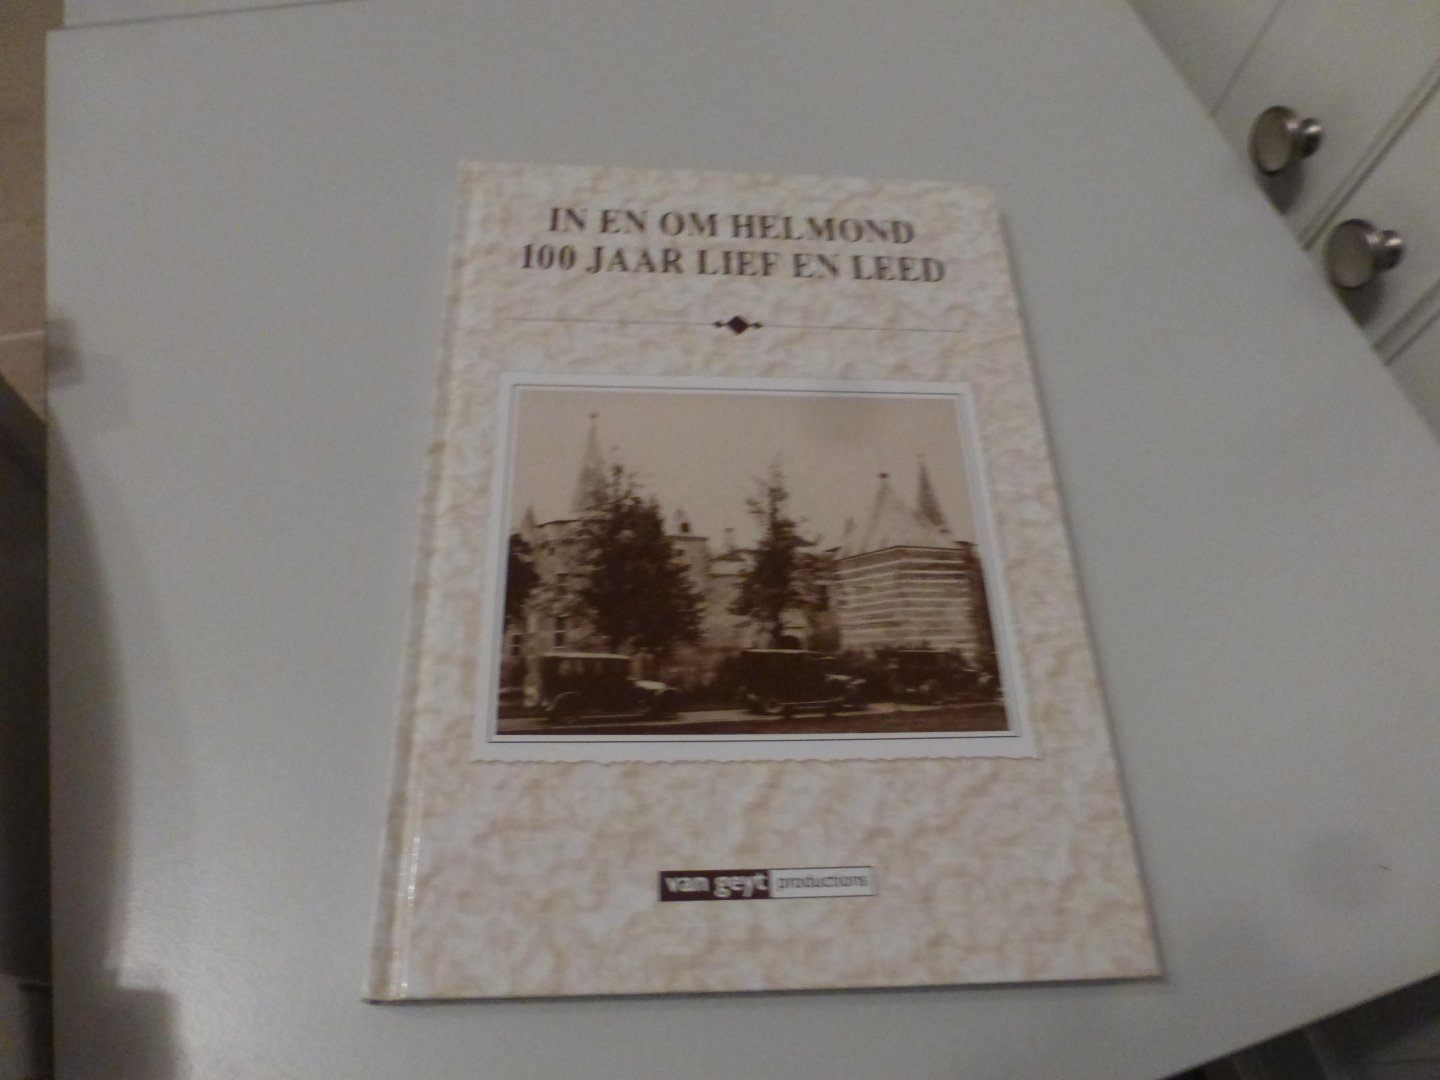 IN EN OM HELMOND
100 JAAR LIEF EN LEED
van geyt productions